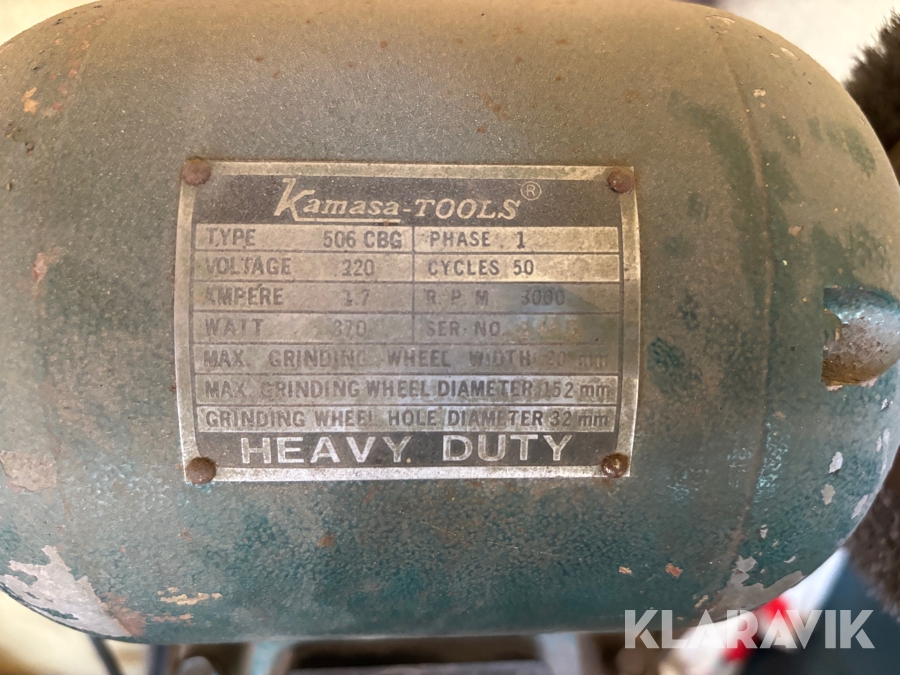 Kamasa-TOOLS®
TYPE 506 CBG PHASE 1
VOLTAGE 220 CYCLES 50
AMPERE 1.7 R.P.M 3000
WATT 370 SER. NO.
MAX. GRINDING WHEEL WIDTH 20 mm
MAX. GRINDING WHEEL DIAMETER 152 mm
GRINDING WHEEL HOLE DIAMETER 32 mm
HEAVY DUTY
KLARAVIK